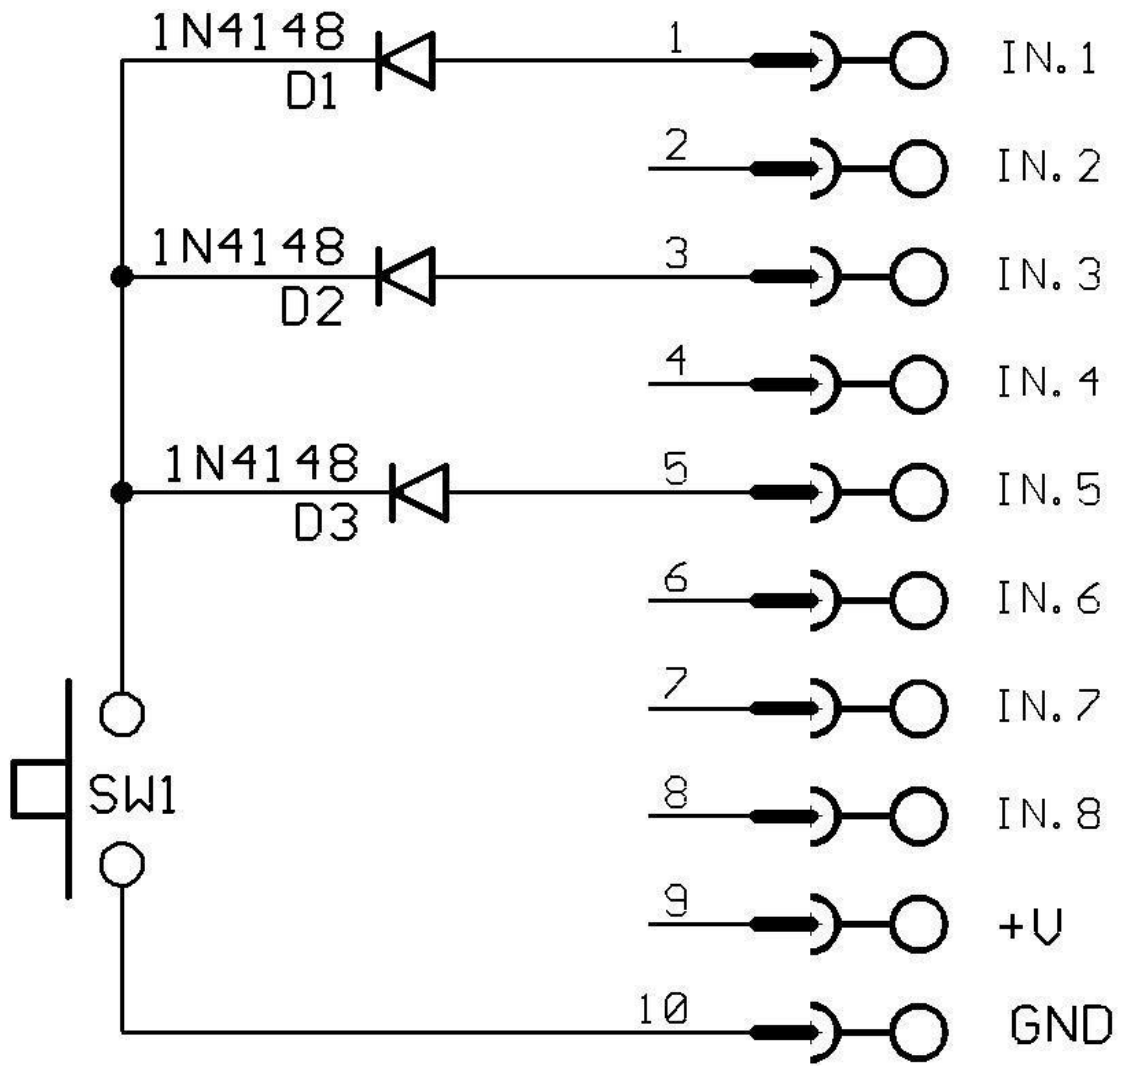 1N4148 1 IN.1
D1
2 IN.2
1N4148 3 IN.3
D2
4 IN.4
1N4148 5 IN.5
D3
6 IN.6
7 IN.7
SW1 8 IN.8
9 +V
10 GND